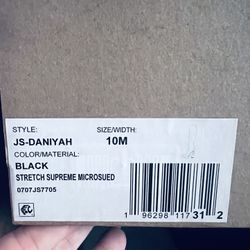 STYLE: SIZE/WIDTH:
JS-DANIYAH 10M
COLOR/MATERIAL:
BLACK
STRETCH SUPREME MICROSUED
0707JS7705
1 96298 11731 2